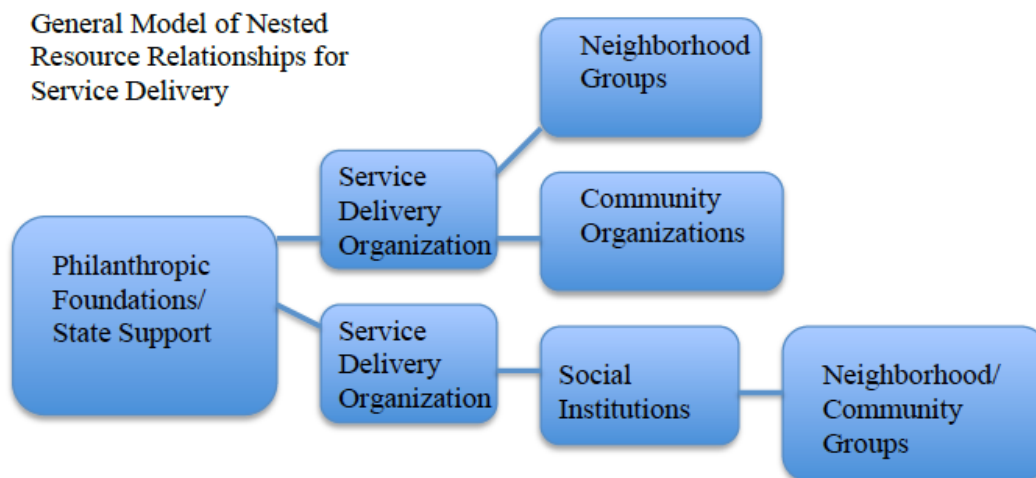 General Model of Nested
Resource Relationships for
Service Delivery
Neighborhood
Groups
Service
Delivery
Organization
Community
Organizations
Philanthropic
Foundations/
State Support
Service
Delivery
Organization
Social
Institutions
Neighborhood/
Community
Groups